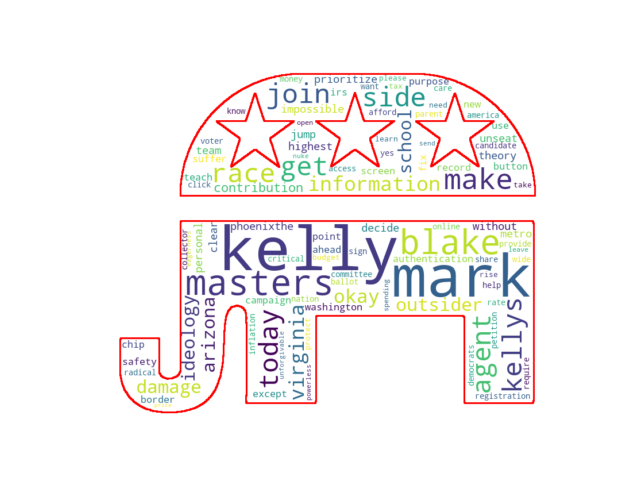 money prioritize please purpose
join irs want tax side care
know impossible afford parent need new america
open use
voter jump learn school yes send unseat
team highest candidate
suffer nuke fix theory
race get access screen record
teach information make take
click contribution
collector personal clear phoenixthe point decide online without
kelly ahead sign blake metro
critical budget authentication share provide
leave wide
masters committee mark rise
ballot spending help
ideology arizona campaign nation okay outsider rate
washington
inflation today virginia agent kellys petition
unforgivable
chip
safety
radical powerless democrats require
damage
border except registration